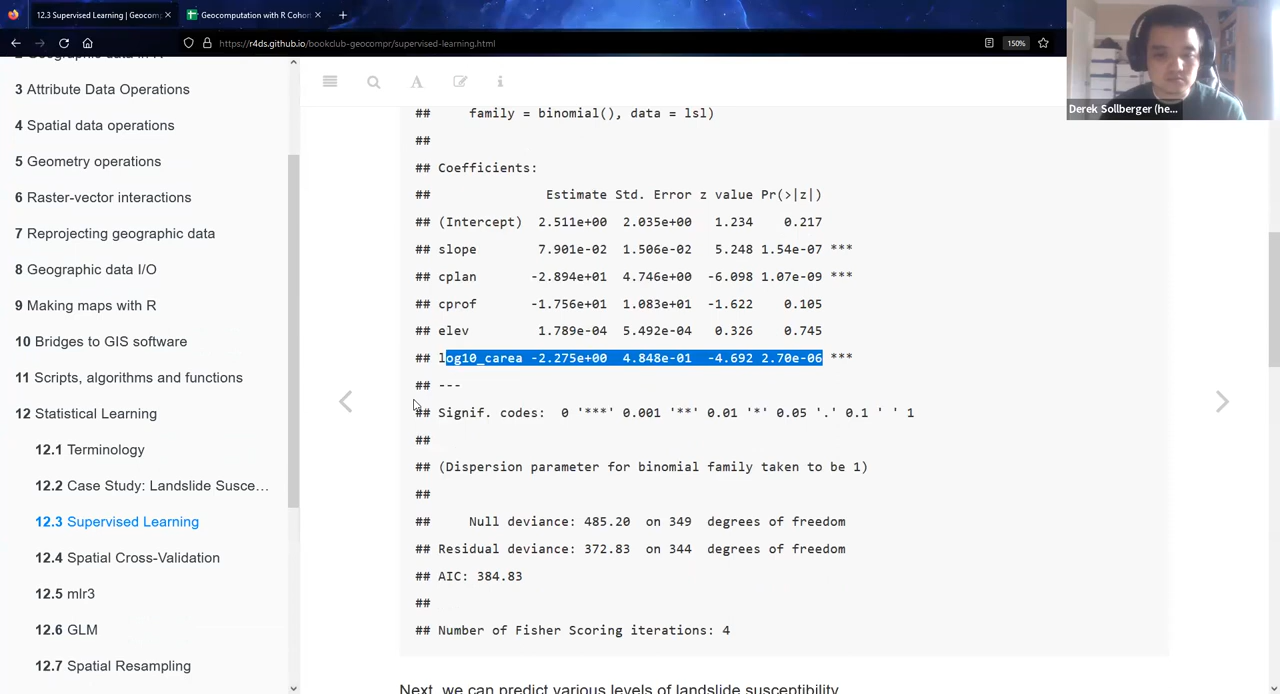 12.3 Supervised Learning | Geocom
Geocomputation with R Cohor
https://r4ds.github.io/bookclub-geocompr/supervised-learning.html
150%
Derek Sollberger (he...
3 Attribute Data Operations
4 Spatial data operations
5 Geometry operations
6 Raster-vector interactions
7 Reprojecting geographic data
8 Geographic data I/O
9 Making maps with R
10 Bridges to GIS software
11 Scripts, algorithms and functions
12 Statistical Learning
12.1 Terminology
12.2 Case Study: Landslide Susce...
12.3 Supervised Learning
12.4 Spatial Cross-Validation
12.5 mlr3
12.6 GLM
12.7 Spatial Resampling
## family = binomial(), data = lsl)
##
## Coefficients:
## Estimate Std. Error z value Pr(>|z|)
## (Intercept) 2.511e+00 2.035e+00 1.234 0.217
## slope 7.901e-02 1.506e-02 5.248 1.54e-07 ***
## cplan -2.894e+01 4.746e+00 -6.098 1.07e-09 ***
## cprof -1.756e+01 1.083e+01 -1.622 0.105
## elev 1.789e-04 5.492e-04 0.326 0.745
## log10_carea -2.275e+00 4.848e-01 -4.692 2.70e-06 ***
## ---
## Signif. codes: 0 '***' 0.001 '**' 0.01 '*' 0.05 '.' 0.1 ' ' 1
##
## (Dispersion parameter for binomial family taken to be 1)
##
## Null deviance: 485.20 on 349 degrees of freedom
## Residual deviance: 372.83 on 344 degrees of freedom
## AIC: 384.83
##
## Number of Fisher Scoring iterations: 4
Next, we can predict various levels of landslide susceptibility